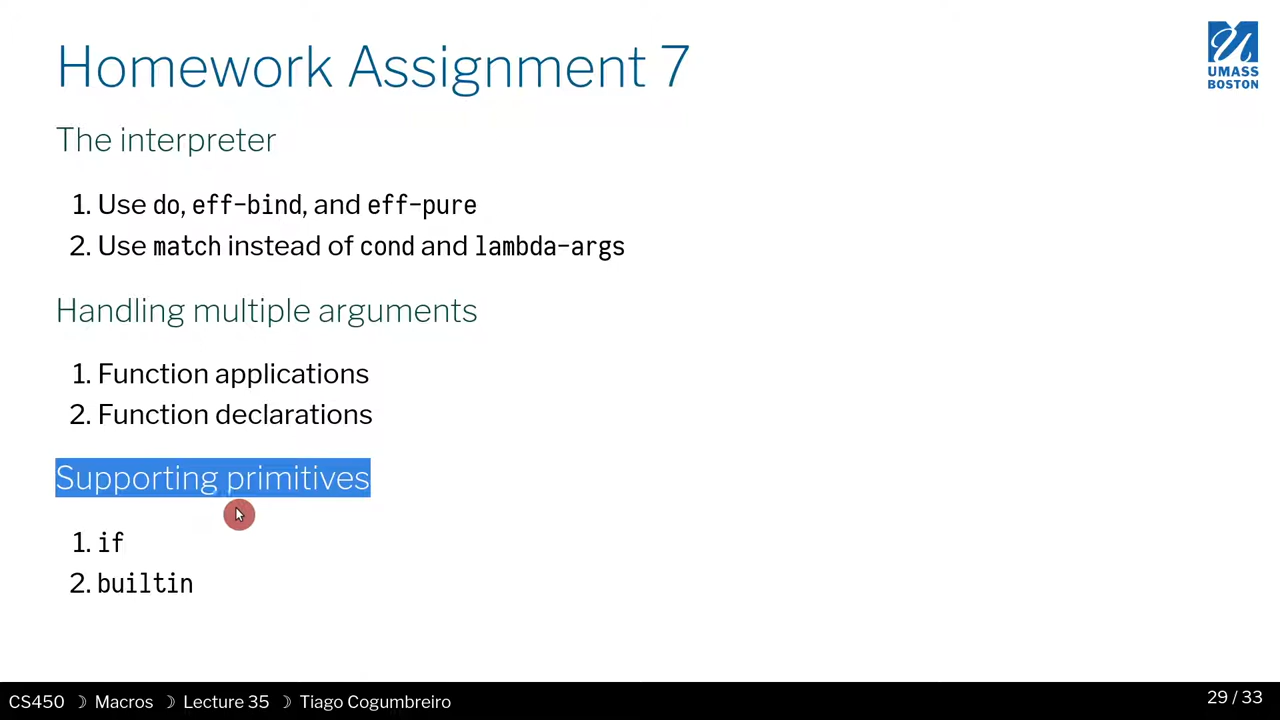 Homework Assignment 7
UMASS
BOSTON
The interpreter
1. Use do, eff-bind, and eff-pure
2. Use match instead of cond and lambda-args
Handling multiple arguments
1. Function applications
2. Function declarations
Supporting primitives
1. if
2. builtin
CS450 ☽ Macros ☽ Lecture 35 ☽ Tiago Cogumbreiro
29 / 33